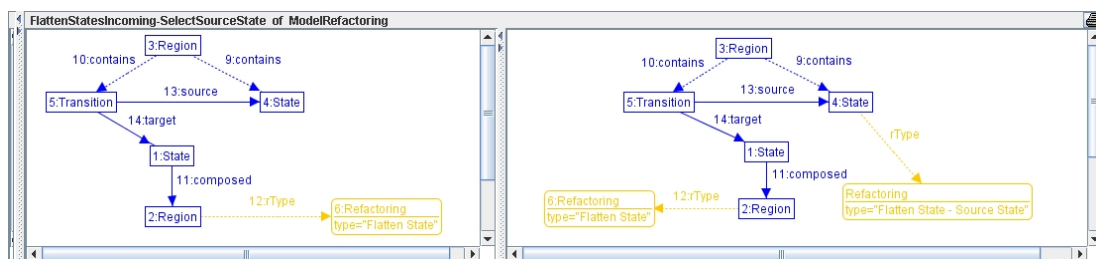 FlattenStatesIncoming-SelectSourceState of ModelRefactoring
3:Region
10:contains
9:contains
13:source
5:Transition
4:State
14:target
1:State
11:composed
12:rType
2:Region
6:Refactoring
type="Flatten State"
3:Region
10:contains
9:contains
13:source
5:Transition
4:State
14:target
rType
1:State
11:composed
12:rType
6:Refactoring
type="Flatten State"
2:Region
Refactoring
type="Flatten State - Source State"